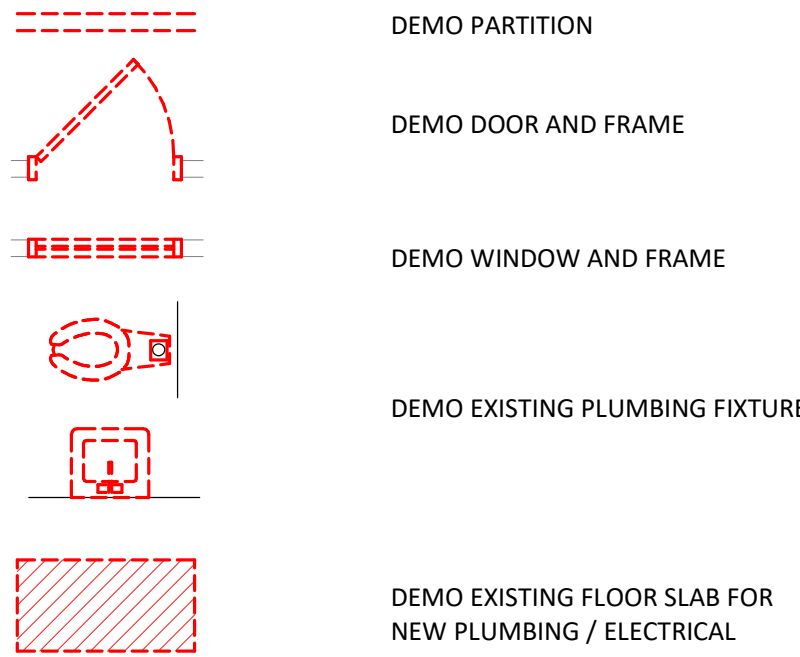 DEMO PARTITION
DEMO DOOR AND FRAME
DEMO WINDOW AND FRAME
DEMO EXISTING PLUMBING FIXTURE
DEMO EXISTING FLOOR SLAB FOR
NEW PLUMBING / ELECTRICAL